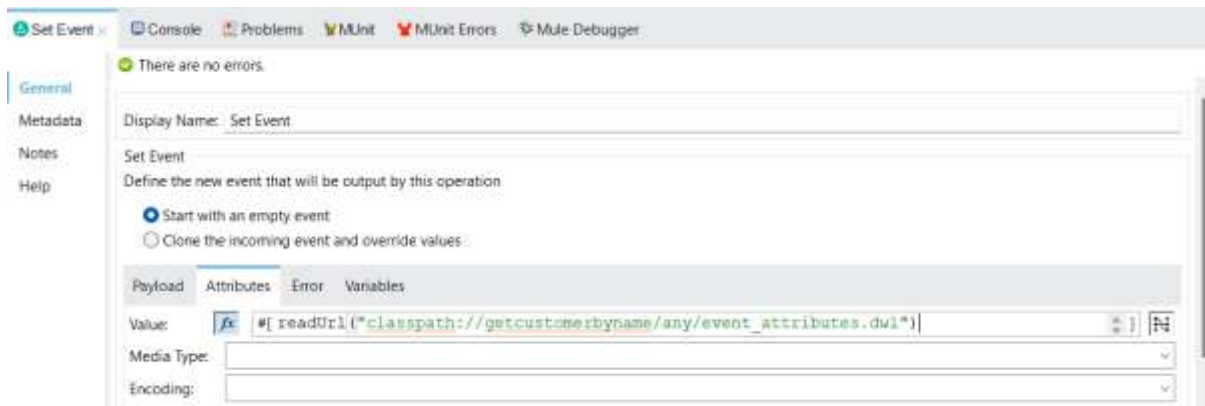 Set Event Console Problems MUnit MUnit Errors Mule Debugger
There are no errors.
General
Metadata
Display Name: Set Event
Notes
Set Event
Help
Define the new event that will be output by this operation
Start with an empty event
Clone the incoming event and override values
Payload Attributes Error Variables
Value: fx #[ readUrl("classpath://getcustomerbyname/any/event_attributes.dwl") ]
Media Type:
Encoding: